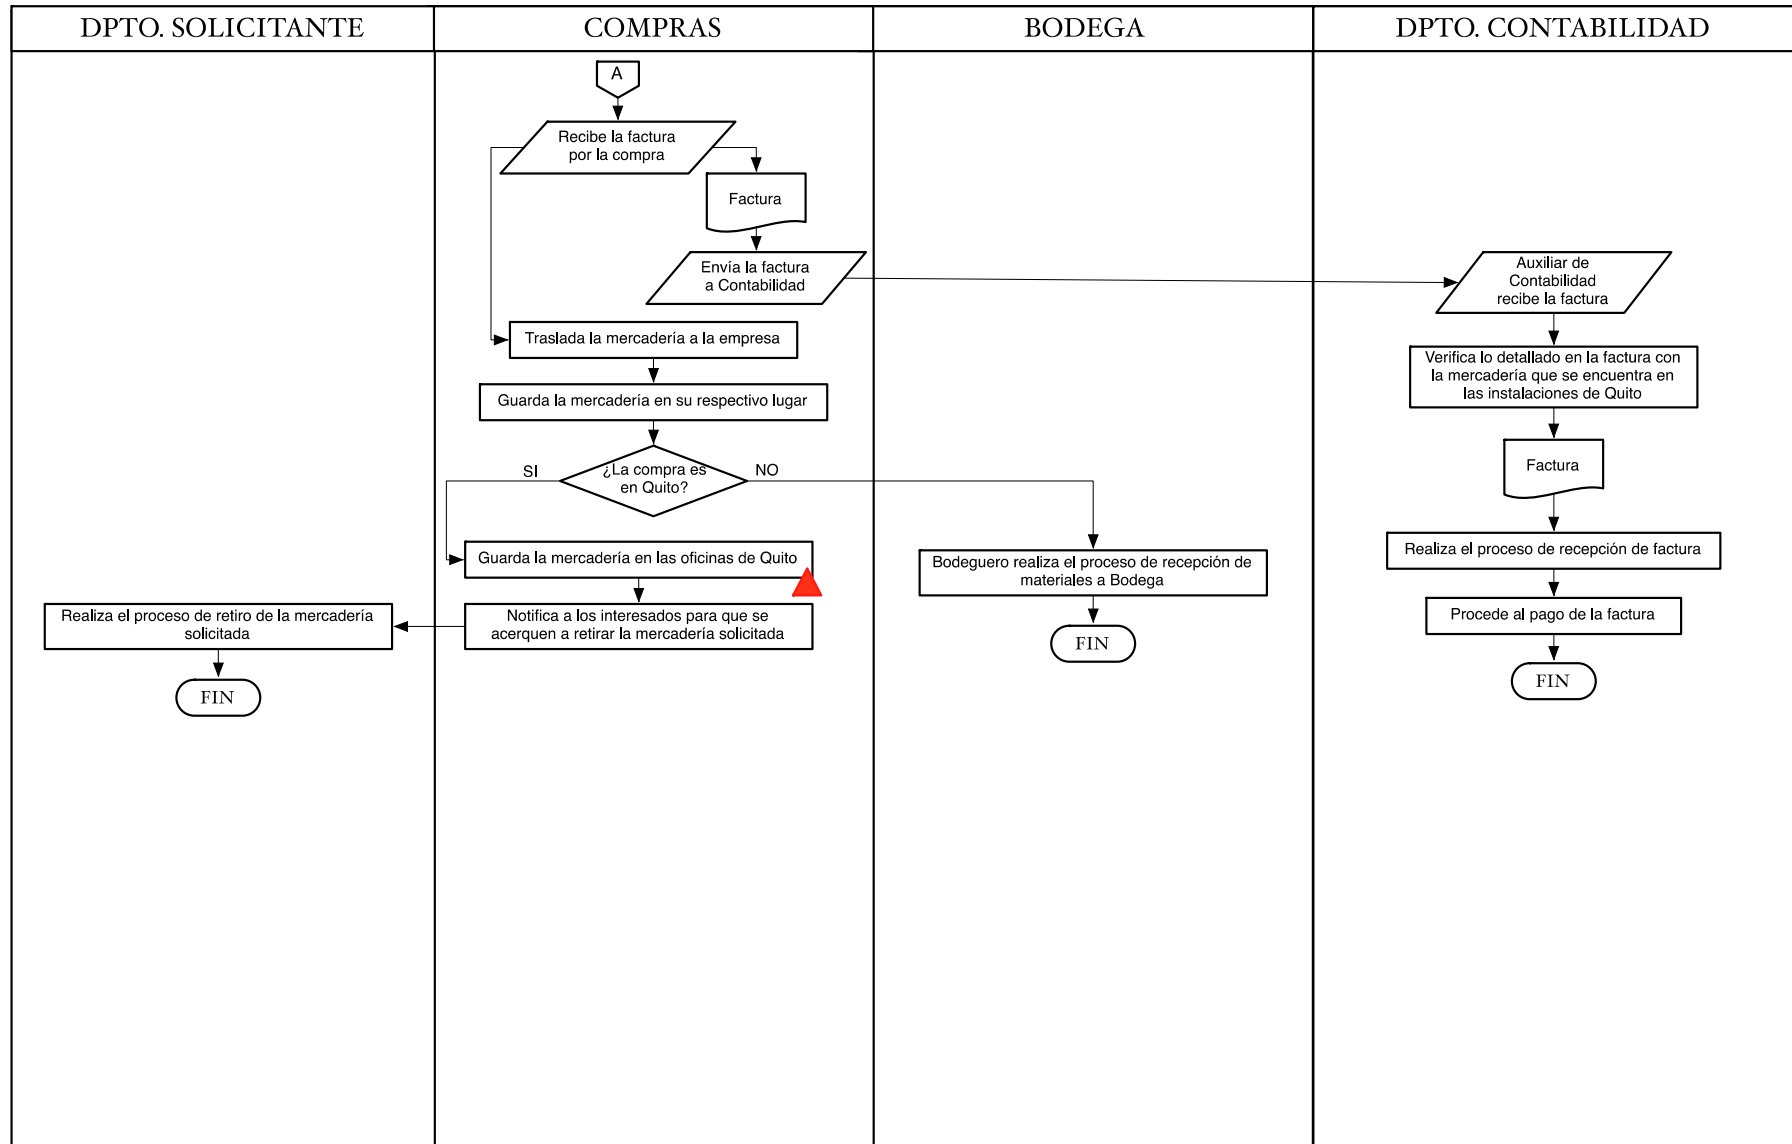 DPTO. SOLICITANTE
COMPRAS
BODEGA
DPTO. CONTABILIDAD
A
Recibe la factura
por la compra
Factura
Envía la factura
a Contabilidad
Auxiliar de
Contabilidad
recibe la factura
Traslada la mercadería a la empresa
Verifica lo detallado en la factura con
la mercadería que se encuentra en
las instalaciones de Quito
Guarda la mercadería en su respectivo lugar
SI
¿La compra es
en Quito?
NO
Factura
Guarda la mercadería en las oficinas de Quito
Bodeguero realiza el proceso de recepción de
materiales a Bodega
Realiza el proceso de recepción de factura
Realiza el proceso de retiro de la mercadería
solicitada
Notifica a los interesados para que se
acerquen a retirar la mercadería solicitada
Procede al pago de la factura
FIN
FIN
FIN